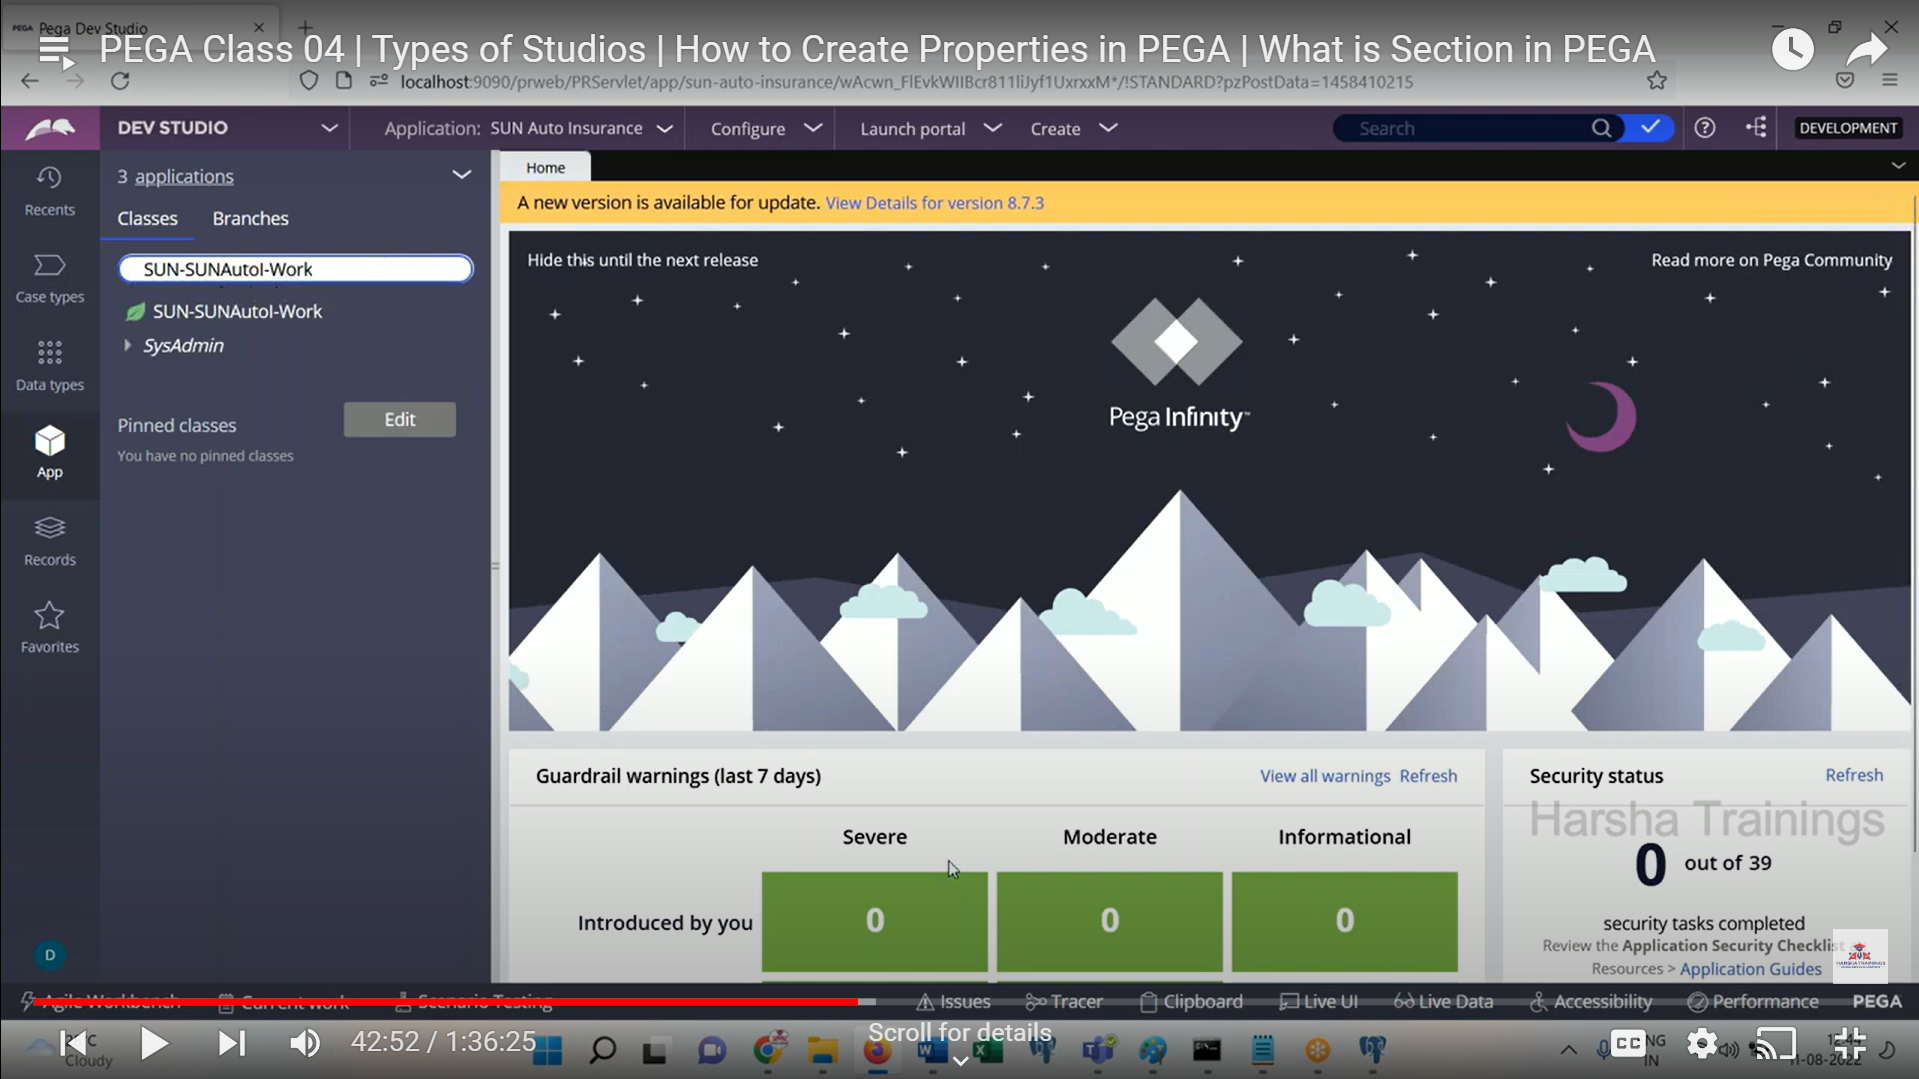 PEGA Pega Dev Studio
PEGA Class 04 | Types of Studios | How to Create Properties in PEGA | What is Section in PEGA
localhost:9090/prweb/PRServlet/app/sun-auto-insurance/wAcwn_FlEvkWIIBcr811liJyf1UxrxxM*/!STANDARD?pzPostData=1458410215
DEV STUDIO Application: SUN Auto Insurance Configure Launch portal Create Search DEVELOPMENT
Recents
Case types
Data types
App
Records
Favorites
D
3 applications
Classes Branches
SUN-SUNAutoI-Work
SUN-SUNAutoI-Work
SysAdmin
Pinned classes Edit
You have no pinned classes
Home
A new version is available for update. View Details for version 8.7.3
Hide this until the next release Read more on Pega Community
Pega Infinity™
Guardrail warnings (last 7 days) View all warnings Refresh
Severe Moderate Informational
Introduced by you 0 0 0
Security status Refresh
Harsha Trainings
0 out of 39
security tasks completed
Review the Application Security Checklist
Resources > Application Guides
HARSHA TRAININGS
Agile Workbench Current work Scenario Testing Issues Tracer Clipboard Live UI Live Data Accessibility Performance PEGA
42:52 / 1:36:25
Scroll for details
Cloudy
CC
IN
11-08-2022